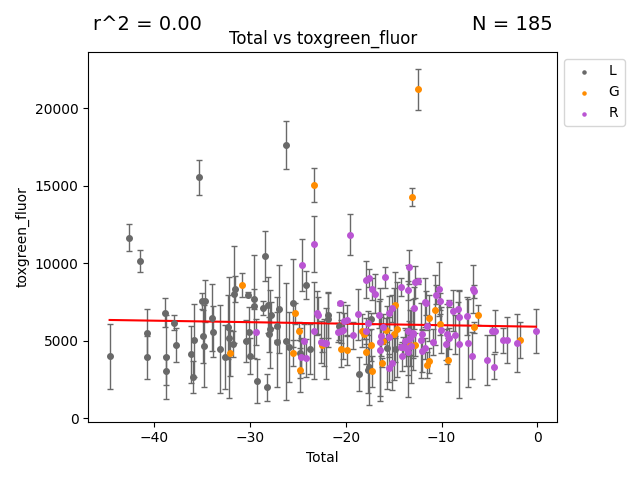 r^2 = 0.00
N = 185
Total vs toxgreen_fluor
L
G
R
toxgreen_fluor
20000
15000
10000
5000
0
−40
−30
−20
−10
0
Total